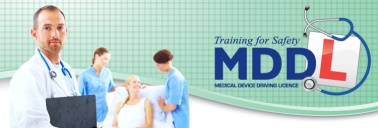 Training for Safety
MDDL
MEDICAL DEVICE DRIVING LICENCE